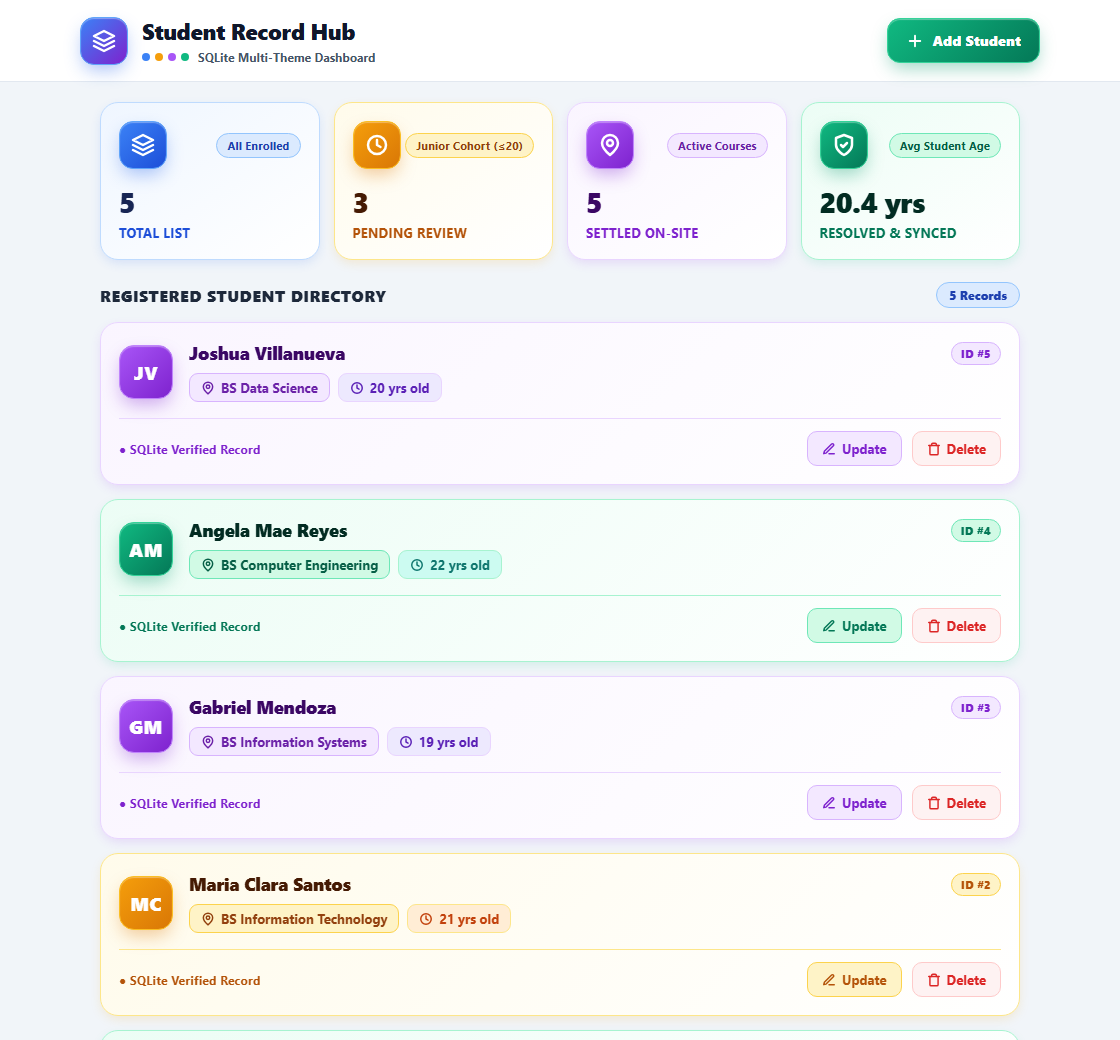 Student Record Hub
SQLite Multi-Theme Dashboard
Add Student
All Enrolled
5
TOTAL LIST
Junior Cohort (≤20)
3
PENDING REVIEW
Active Courses
5
SETTLED ON-SITE
Avg Student Age
20.4 yrs
RESOLVED & SYNCED
REGISTERED STUDENT DIRECTORY
5 Records
JV
Joshua Villanueva
ID #5
BS Data Science
20 yrs old
● SQLite Verified Record
Update
Delete
AM
Angela Mae Reyes
ID #4
BS Computer Engineering
22 yrs old
● SQLite Verified Record
Update
Delete
GM
Gabriel Mendoza
ID #3
BS Information Systems
19 yrs old
● SQLite Verified Record
Update
Delete
MC
Maria Clara Santos
ID #2
BS Information Technology
21 yrs old
● SQLite Verified Record
Update
Delete